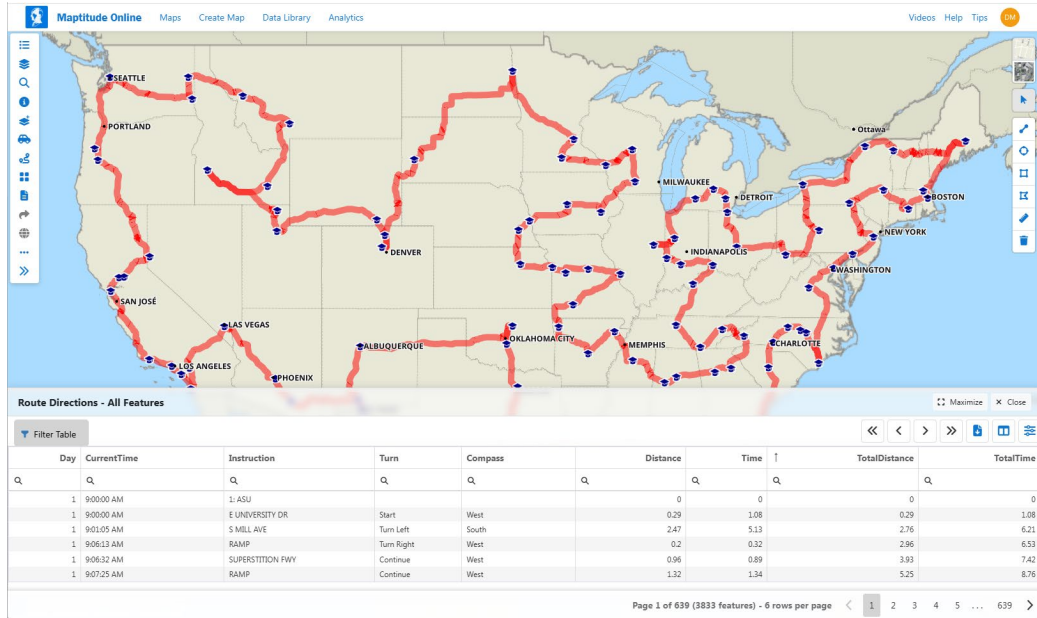 Maptitude Online Maps Create Map Data Library Analytics Videos Help Tips DM
SEATTLE
PORTLAND
Ottawa
MILWAUKEE
DETROIT
BOSTON
NEW YORK
DENVER
INDIANAPOLIS
WASHINGTON
SAN JOSÉ
LAS VEGAS
OKLAHOMA CITY
ALBUQUERQUE
MEMPHIS
CHARLOTTE
LOS ANGELES
PHOENIX
Route Directions - All Features Maximize Close
Filter Table
Day CurrentTime Instruction Turn Compass Distance Time TotalDistance TotalTime
1 9:00:00 AM 1: ASU 0 0 0 0
1 9:00:00 AM E UNIVERSITY DR Start West 0.29 1.08 0.29 1.08
1 9:01:05 AM S MILL AVE Turn Left South 2.47 5.13 2.76 6.21
1 9:06:13 AM RAMP Turn Right West 0.2 0.32 2.96 6.53
1 9:06:32 AM SUPERSTITION FWY Continue West 0.96 0.89 3.93 7.42
1 9:07:25 AM RAMP Continue West 1.32 1.34 5.25 8.76
Page 1 of 639 (3833 features) - 6 rows per page 1 2 3 4 5 ... 639